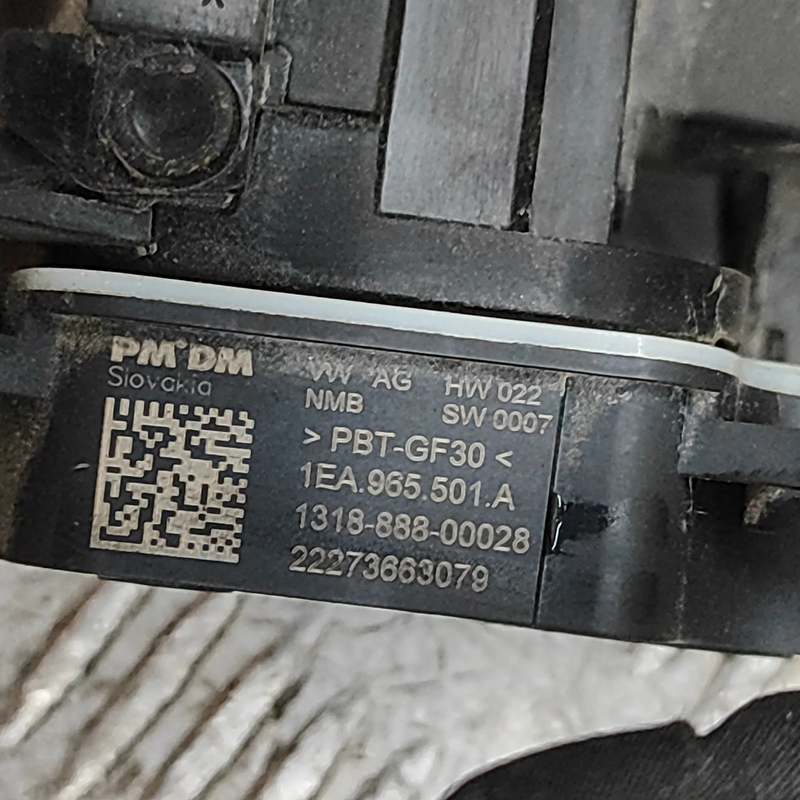 PM DM
Slovakia
VW AG HW 022
NMB SW 0007
> PBT-GF30 <
1EA.965.501.A
1318-888-00028
22273663079